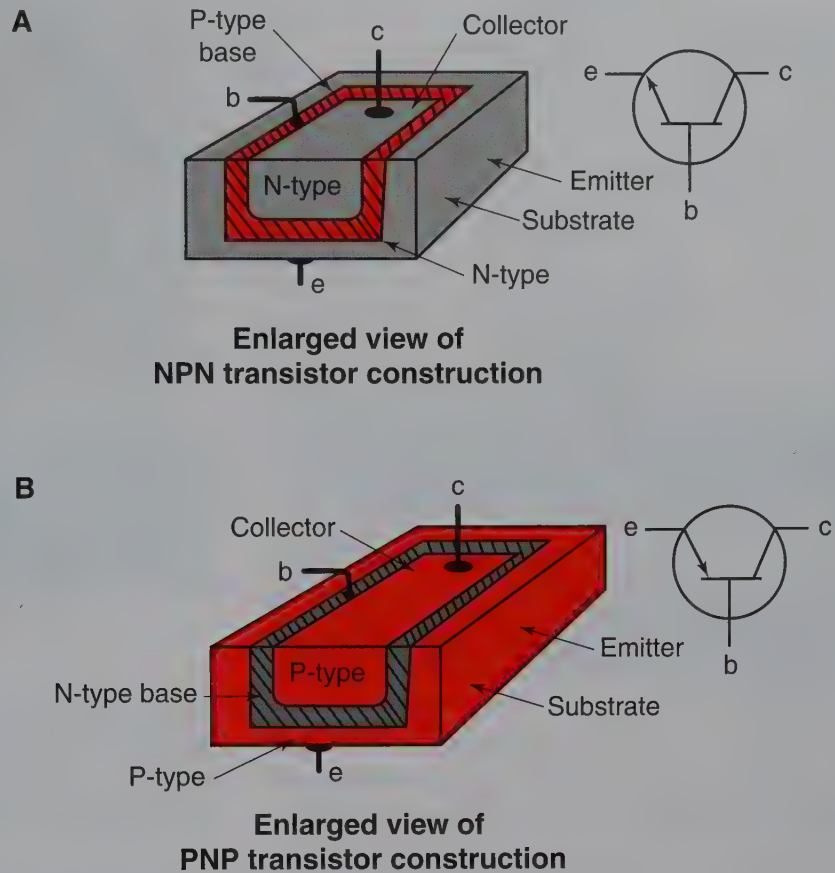 A
P-type
base
c
Collector
b
N-type
Emitter
Substrate
N-type
e
e
c
b
Enlarged view of
NPN transistor construction
B
c
Collector
b
P-type
N-type base
Emitter
Substrate
P-type
e
e
c
b
Enlarged view of
PNP transistor construction